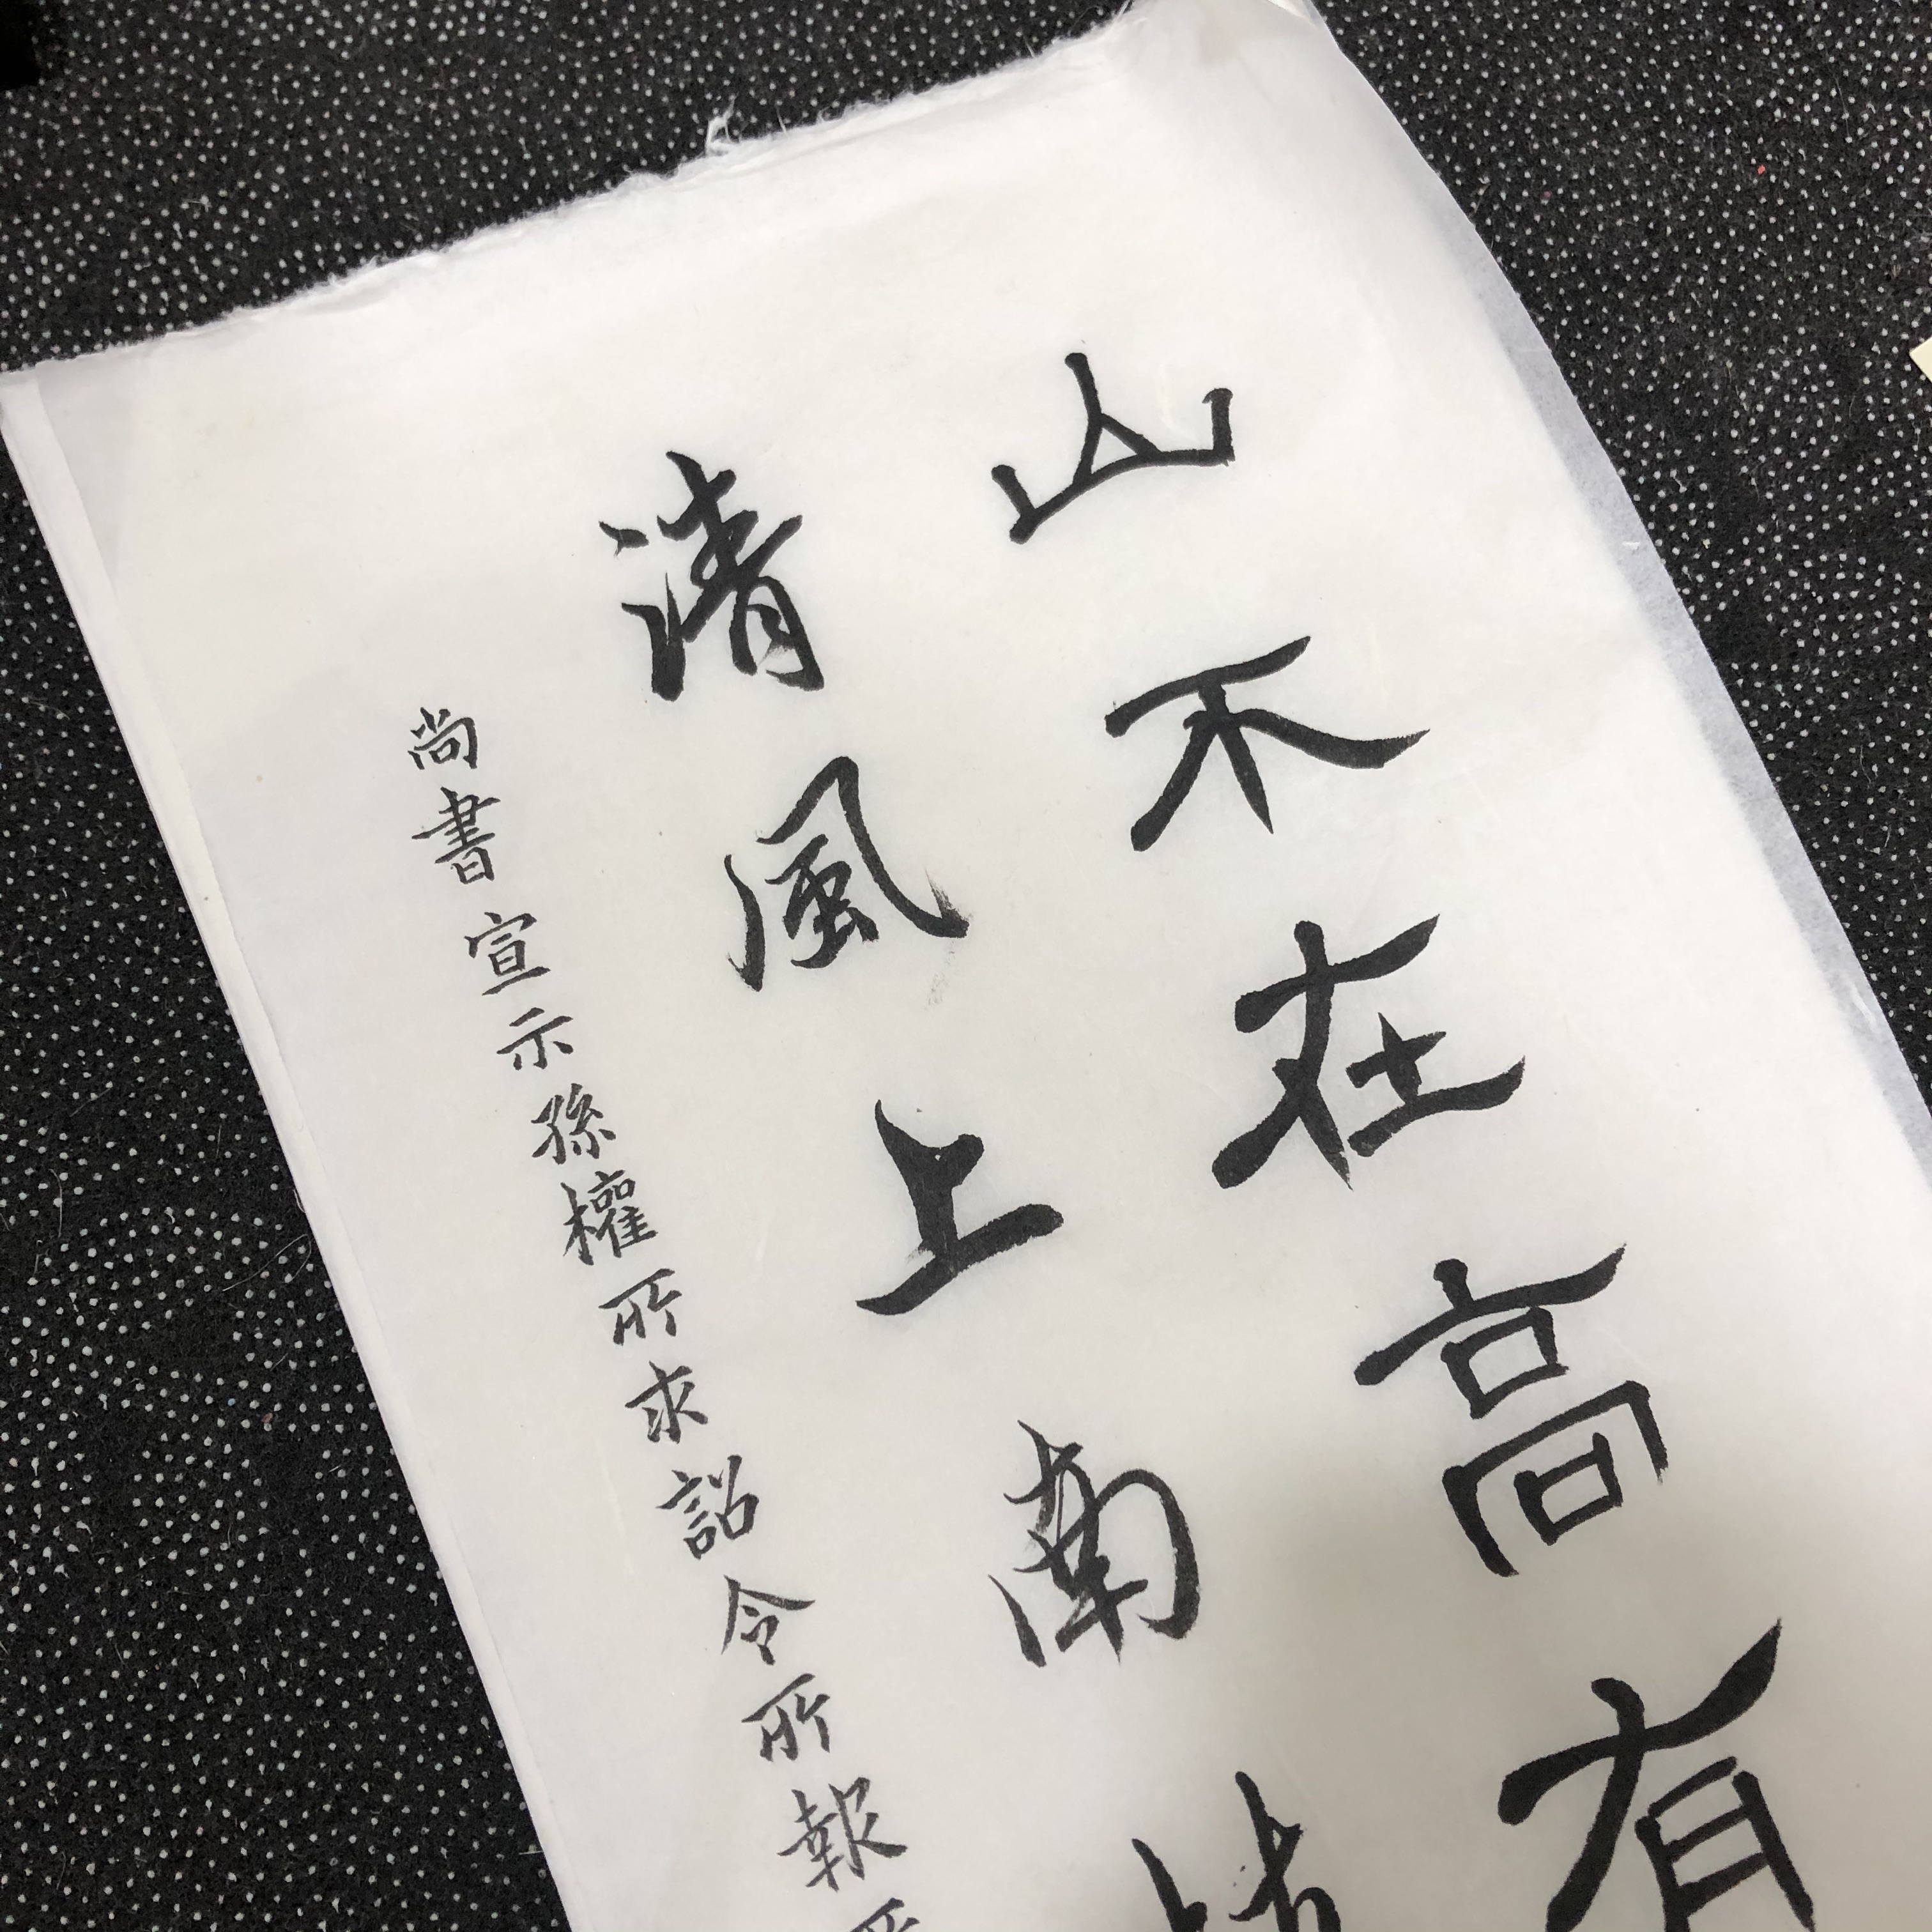 山不在高有
清風上南
尚書宣示孫權所求詔令所報所